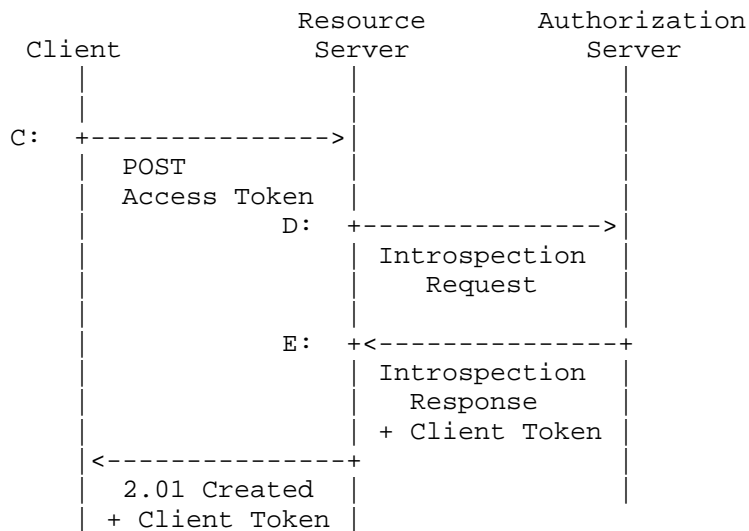 Resource Authorization
Client Server Server
C: +--------------->
POST
Access Token
D: +--------------->
Introspection
Request
E: +<---------------+
Introspection
Response
+ Client Token
<---------------+
2.01 Created
+ Client Token